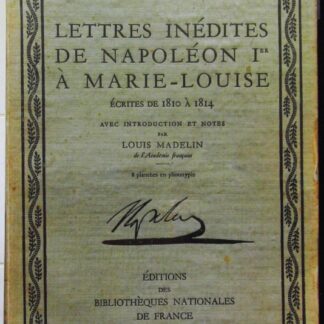 LETTRES INÉDITES
DE NAPOLÉON Iᴱᴿ
À MARIE-LOUISE
ÉCRITES DE 1810 À 1814
AVEC INTRODUCTION ET NOTES
PAR
LOUIS MADELIN
de l'Académie française
8 planches en phototypie
Napoleon
ÉDITIONS
DES
BIBLIOTHÈQUES NATIONALES
DE FRANCE